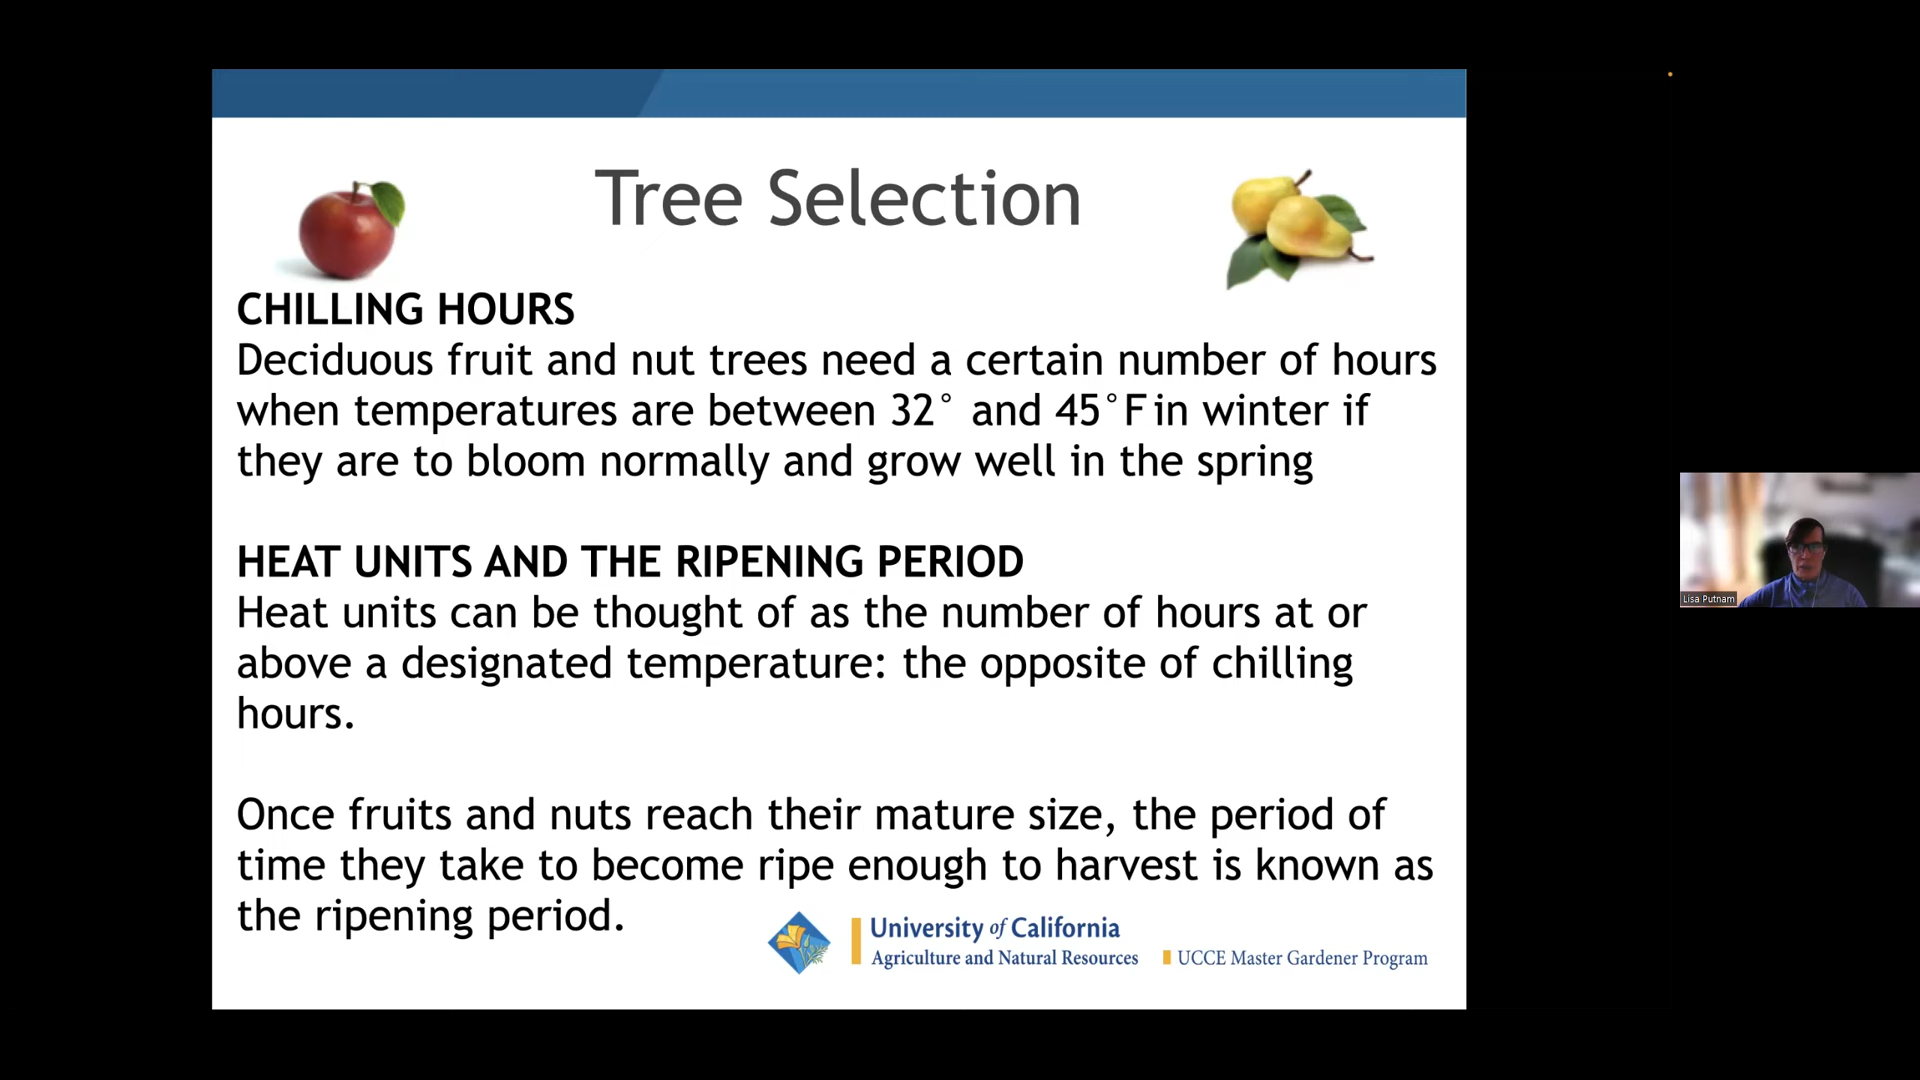 Tree Selection
CHILLING HOURS
Deciduous fruit and nut trees need a certain number of hours
when temperatures are between 32° and 45°F in winter if
they are to bloom normally and grow well in the spring
HEAT UNITS AND THE RIPENING PERIOD
Heat units can be thought of as the number of hours at or
above a designated temperature: the opposite of chilling
hours.
Once fruits and nuts reach their mature size, the period of
time they take to become ripe enough to harvest is known as
the ripening period.
University of California
Agriculture and Natural Resources UCCE Master Gardener Program
Lisa Putnam